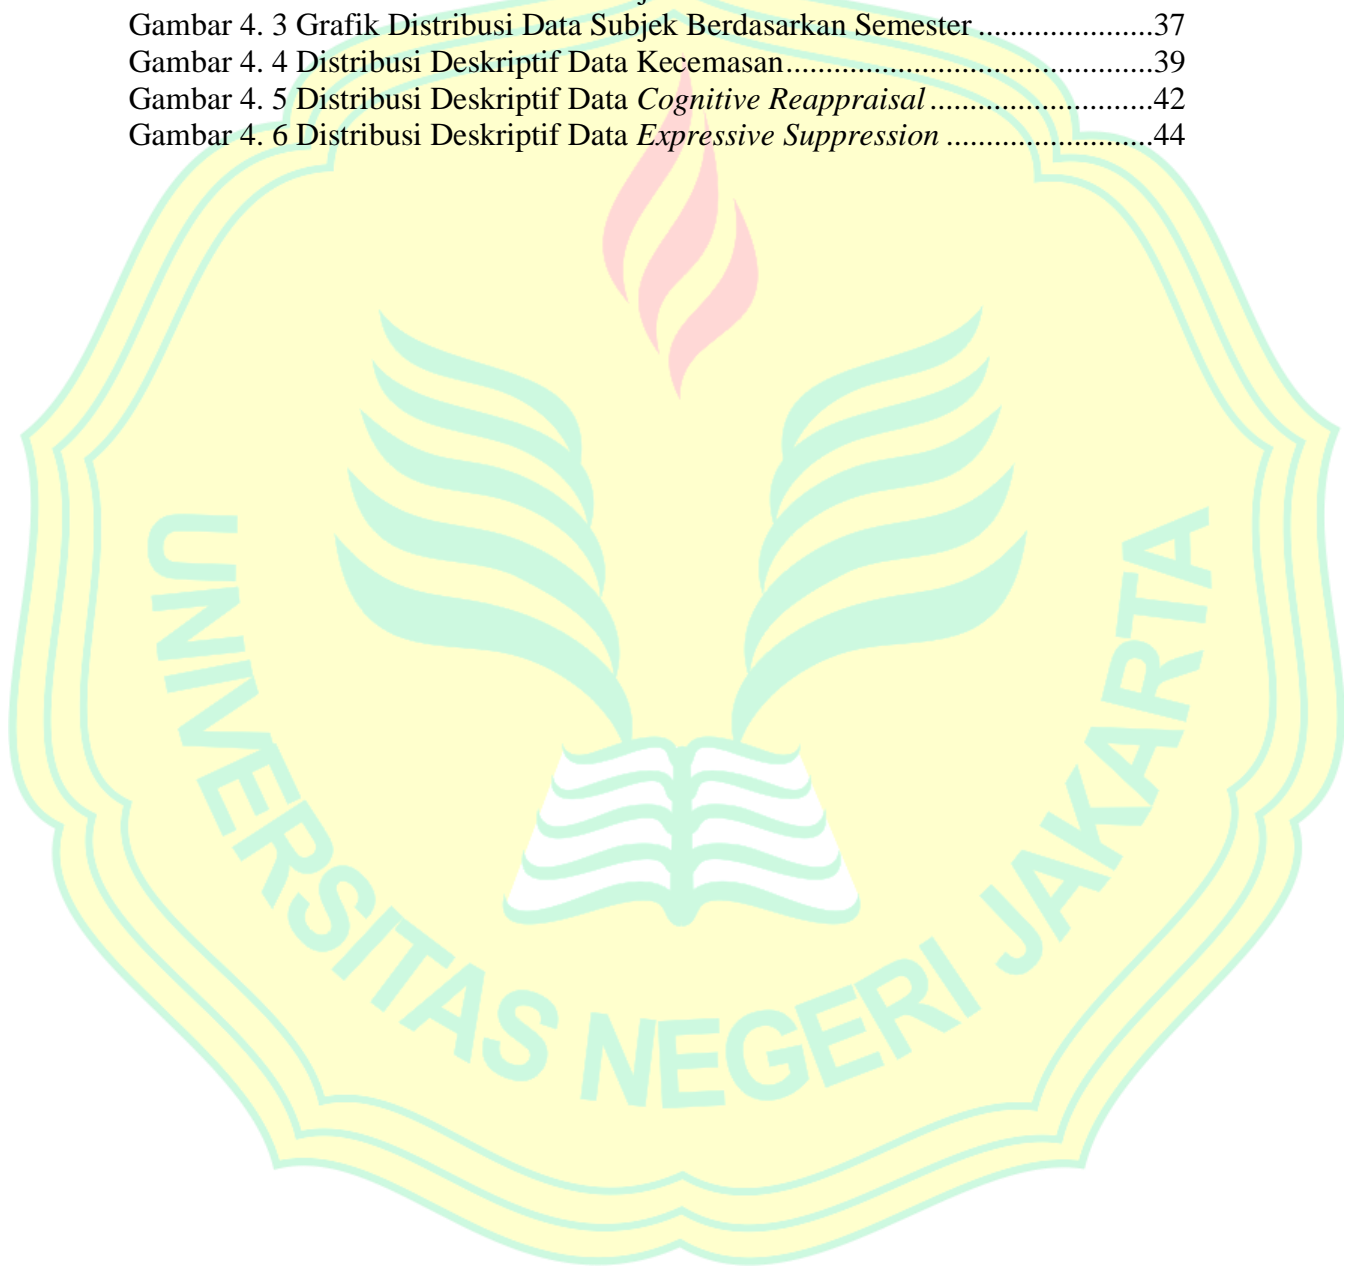 Gambar 4. 3 Grafik Distribusi Data Subjek Berdasarkan Semester ......................37
Gambar 4. 4 Distribusi Deskriptif Data Kecemasan..............................................39
Gambar 4. 5 Distribusi Deskriptif Data Cognitive Reappraisal ............................42
Gambar 4. 6 Distribusi Deskriptif Data Expressive Suppression ..........................44
UNIVERSITAS NEGERI JAKARTA